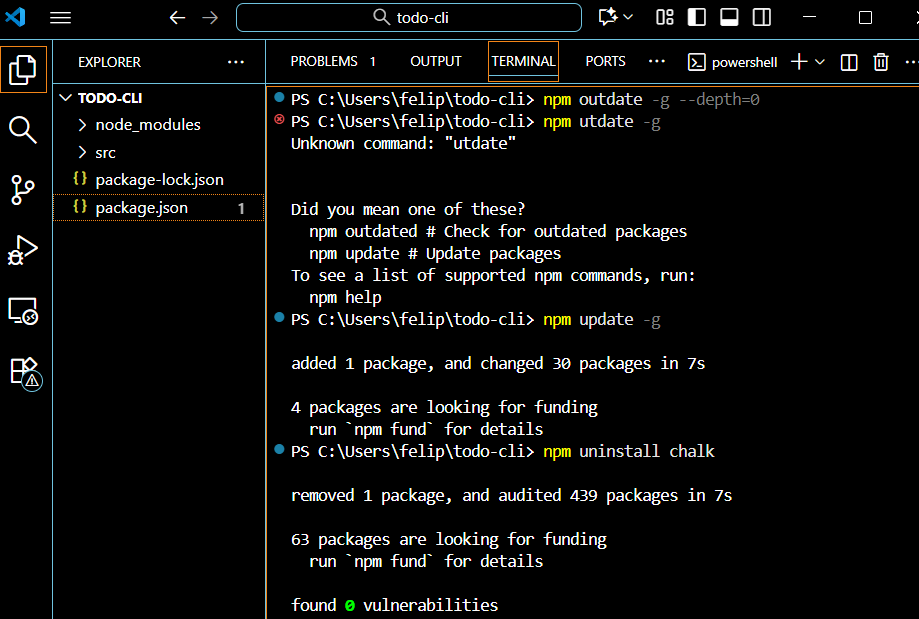 todo-cli
EXPLORER
TODO-CLI
node_modules
src
{} package-lock.json
{} package.json 1
PROBLEMS 1 OUTPUT TERMINAL PORTS powershell
PS C:\Users\felip\todo-cli> npm outdate -g --depth=0
PS C:\Users\felip\todo-cli> npm utdate -g
Unknown command: "utdate"
Did you mean one of these?
npm outdated # Check for outdated packages
npm update # Update packages
To see a list of supported npm commands, run:
npm help
PS C:\Users\felip\todo-cli> npm update -g
added 1 package, and changed 30 packages in 7s
4 packages are looking for funding
run `npm fund` for details
PS C:\Users\felip\todo-cli> npm uninstall chalk
removed 1 package, and audited 439 packages in 7s
63 packages are looking for funding
run `npm fund` for details
found 0 vulnerabilities